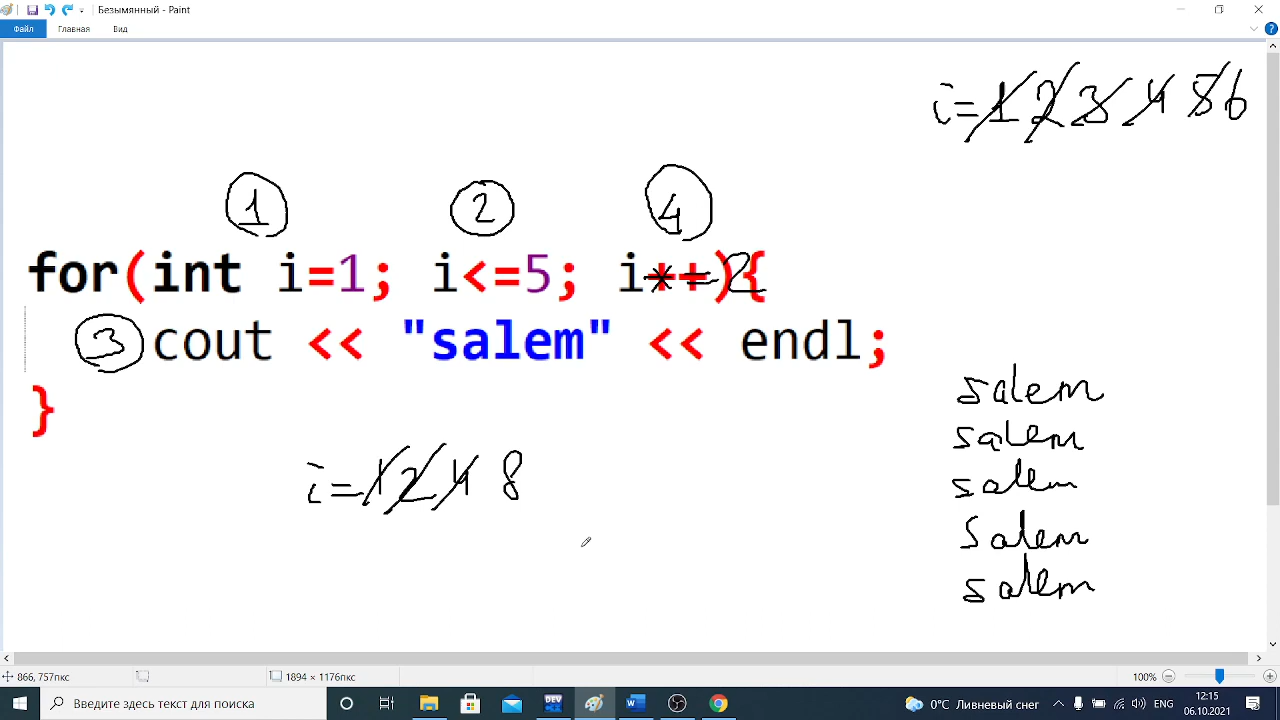 Безымянный - Paint
Файл Главная Вид
i=1 2 3 4 5 6
1 2 4
for(int i=1; i<=5; i++){
*=2
3 cout << "salem" << endl;
}
salem
salem
salem
salem
salem
i=1 2 4 8
866, 757пкс 1894 × 1176пкс 100%
Введите здесь текст для поиска
DEV
0°C Ливневый снег ENG 12:15
06.10.2021